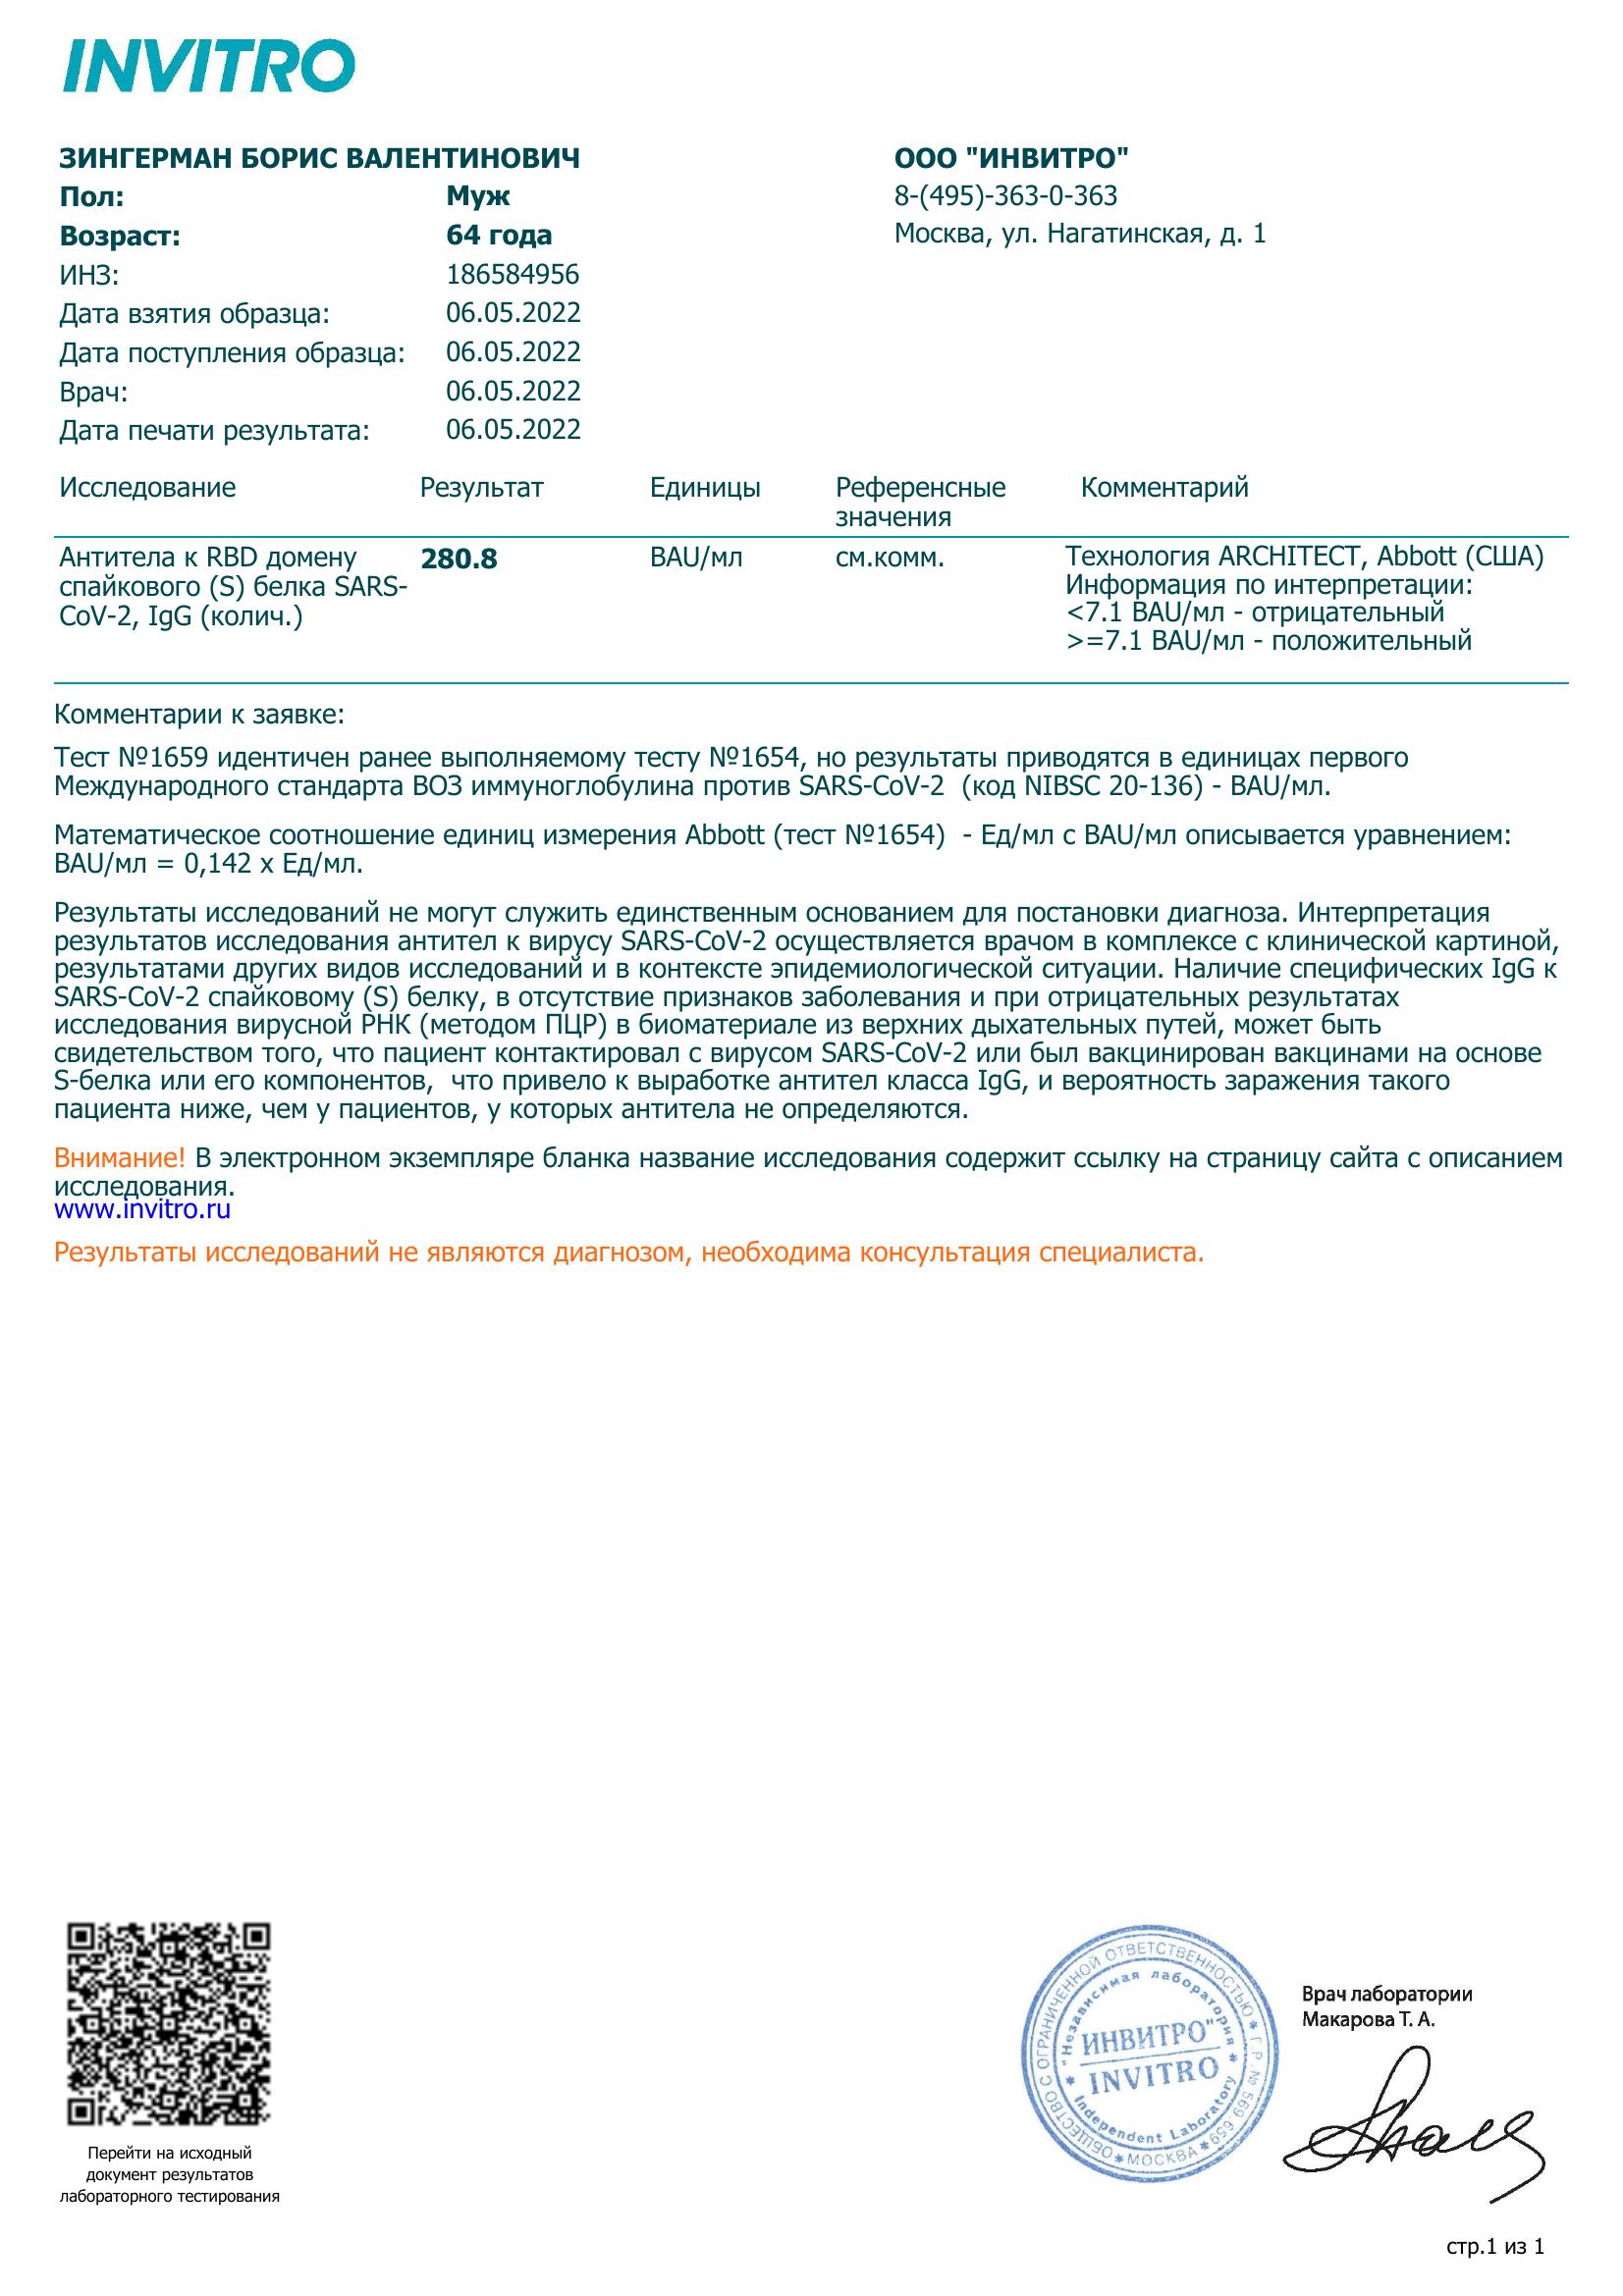 INVITRO
ЗИНГЕРМАН БОРИС ВАЛЕНТИНОВИЧ
Пол: Муж
Возраст: 64 года
ИНЗ: 186584956
Дата взятия образца: 06.05.2022
Дата поступления образца: 06.05.2022
Врач: 06.05.2022
Дата печати результата: 06.05.2022
ООО "ИНВИТРО"
8-(495)-363-0-363
Москва, ул. Нагатинская, д. 1
Исследование Результат Единицы Референсные значения Комментарий
Антитела к RBD домену
спайкового (S) белка SARS-
CoV-2, IgG (колич.)
280.8 BAU/мл см.комм.
Технология ARCHITECT, Abbott (США)
Информация по интерпретации:
<7.1 BAU/мл - отрицательный
>=7.1 BAU/мл - положительный
Комментарии к заявке:
Тест №1659 идентичен ранее выполняемому тесту №1654, но результаты приводятся в единицах первого
Международного стандарта ВОЗ иммуноглобулина против SARS-CoV-2 (код NIBSC 20-136) - BAU/мл.
Математическое соотношение единиц измерения Abbott (тест №1654) - Ед/мл с BAU/мл описывается уравнением:
BAU/мл = 0,142 х Ед/мл.
Результаты исследований не могут служить единственным основанием для постановки диагноза. Интерпретация
результатов исследования антител к вирусу SARS-CoV-2 осуществляется врачом в комплексе с клинической картиной,
результатами других видов исследований и в контексте эпидемиологической ситуации. Наличие специфических IgG к
SARS-CoV-2 спайковому (S) белку, в отсутствие признаков заболевания и при отрицательных результатах
исследования вирусной РНК (методом ПЦР) в биоматериале из верхних дыхательных путей, может быть
свидетельством того, что пациент контактировал с вирусом SARS-CoV-2 или был вакцинирован вакцинами на основе
S-белка или его компонентов, что привело к выработке антител класса IgG, и вероятность заражения такого
пациента ниже, чем у пациентов, у которых антитела не определяются.
Внимание! В электронном экземпляре бланка название исследования содержит ссылку на страницу сайта с описанием
исследования.
www.invitro.ru
Результаты исследований не являются диагнозом, необходима консультация специалиста.
Перейти на исходный
документ результатов
лабораторного тестирования
ОБЩЕСТВО С ОГРАНИЧЕННОЙ ОТВЕТСТВЕННОСТЬЮ * Г.Р.№ 569.659 * МОСКВА *
"Независимая лаборатория
ИНВИТРО"
INVITRO
Independent Laboratory
Врач лаборатории
Макарова Т. А.
стр.1 из 1